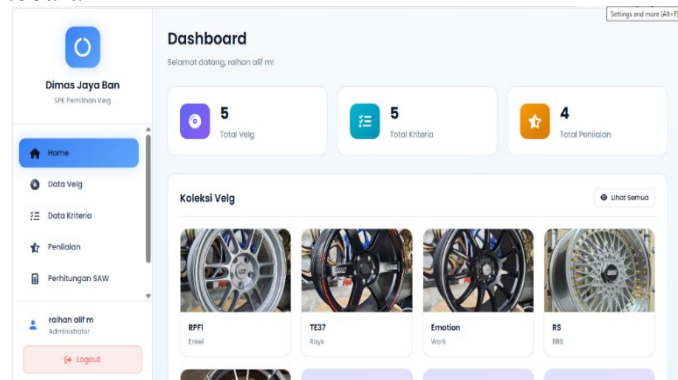 Settings and more (Alt+F)
Dimas Jaya Ban
SPK Pemilihan Velg
Home
Data Velg
Data Kriteria
Penilaian
Perhitungan SAW
raihan alif m
Administrator
Logout
Dashboard
Selamat datang, raihan alif m!
5
Total Velg
5
Total Kriteria
4
Total Penilaian
Koleksi Velg
Lihat Semua
RPF1
Enkei
TE37
Rays
Emotion
Work
RS
BBS